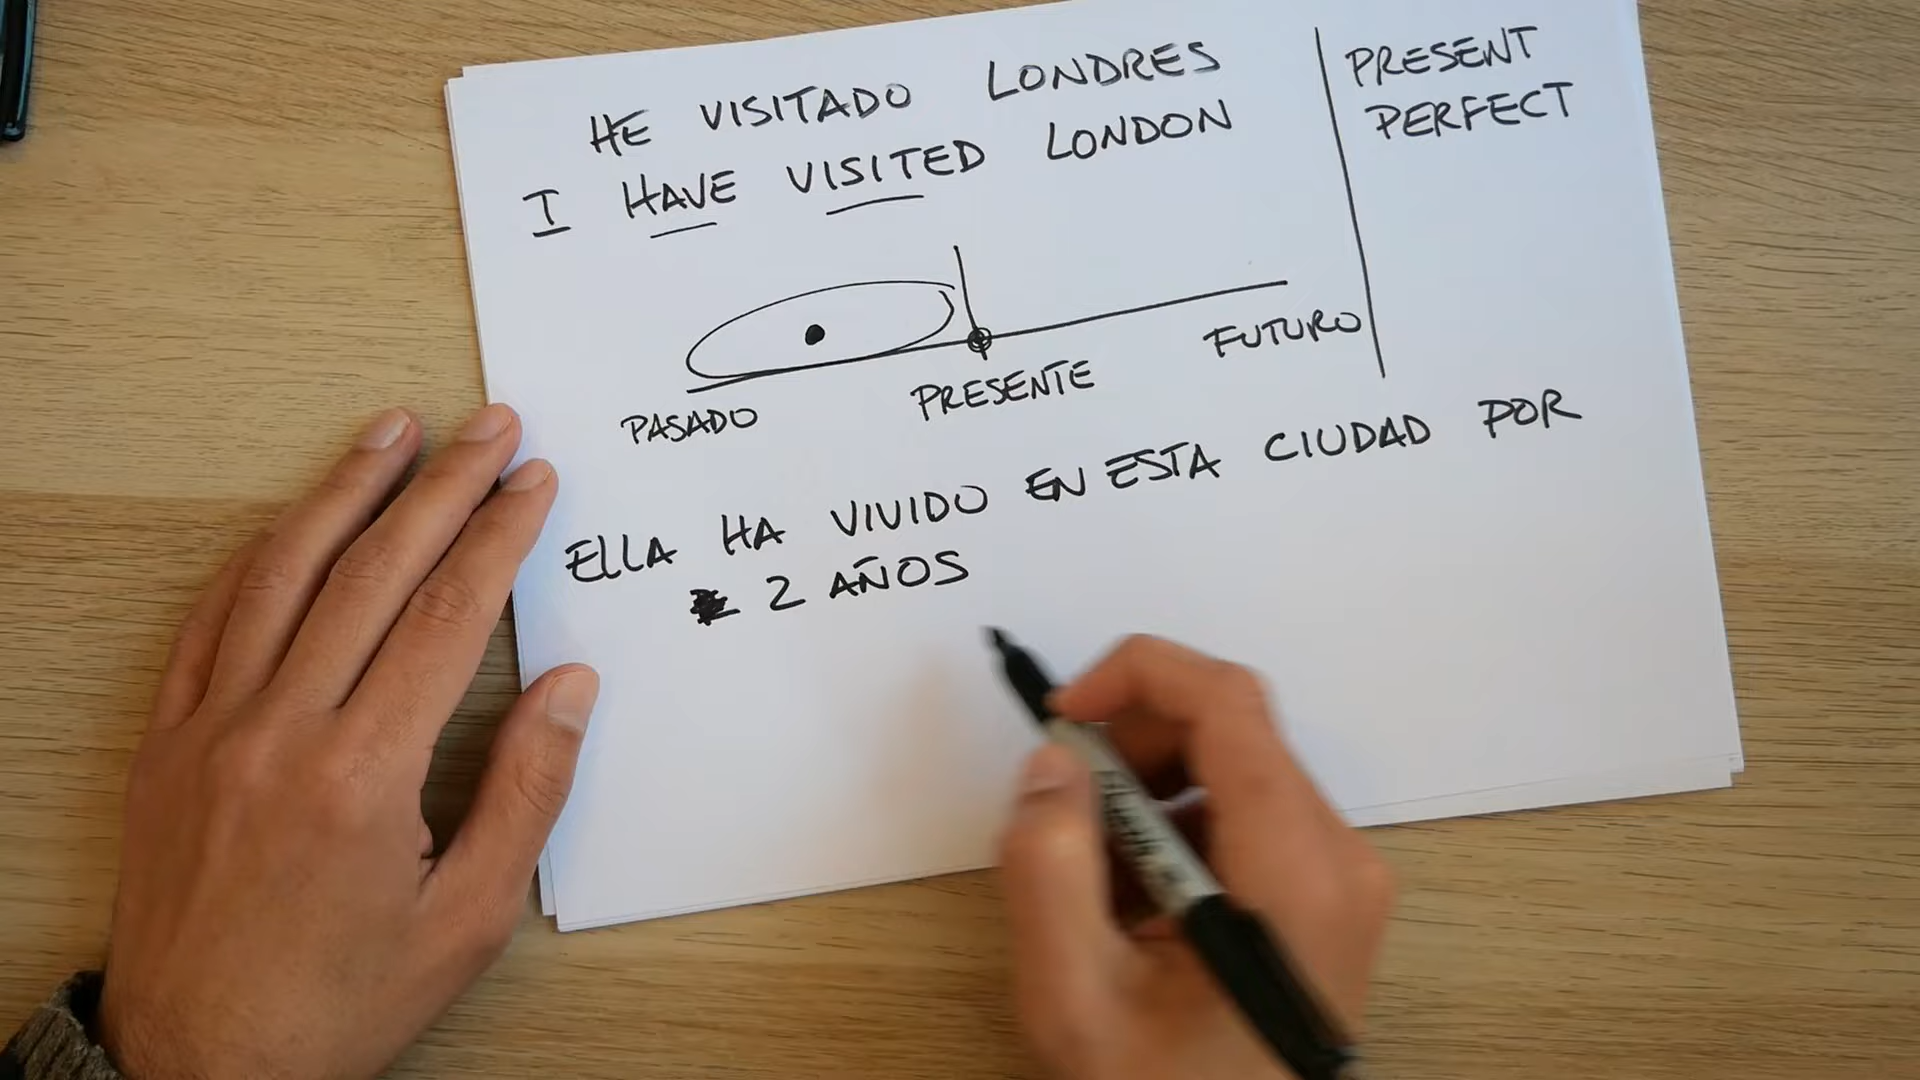 HE VISITADO LONDRES
I HAVE VISITED LONDON
PRESENT
PERFECT
PASADO
PRESENTE
FUTURO
ELLA HA VIVIDO EN ESTA CIUDAD POR
2 AÑOS